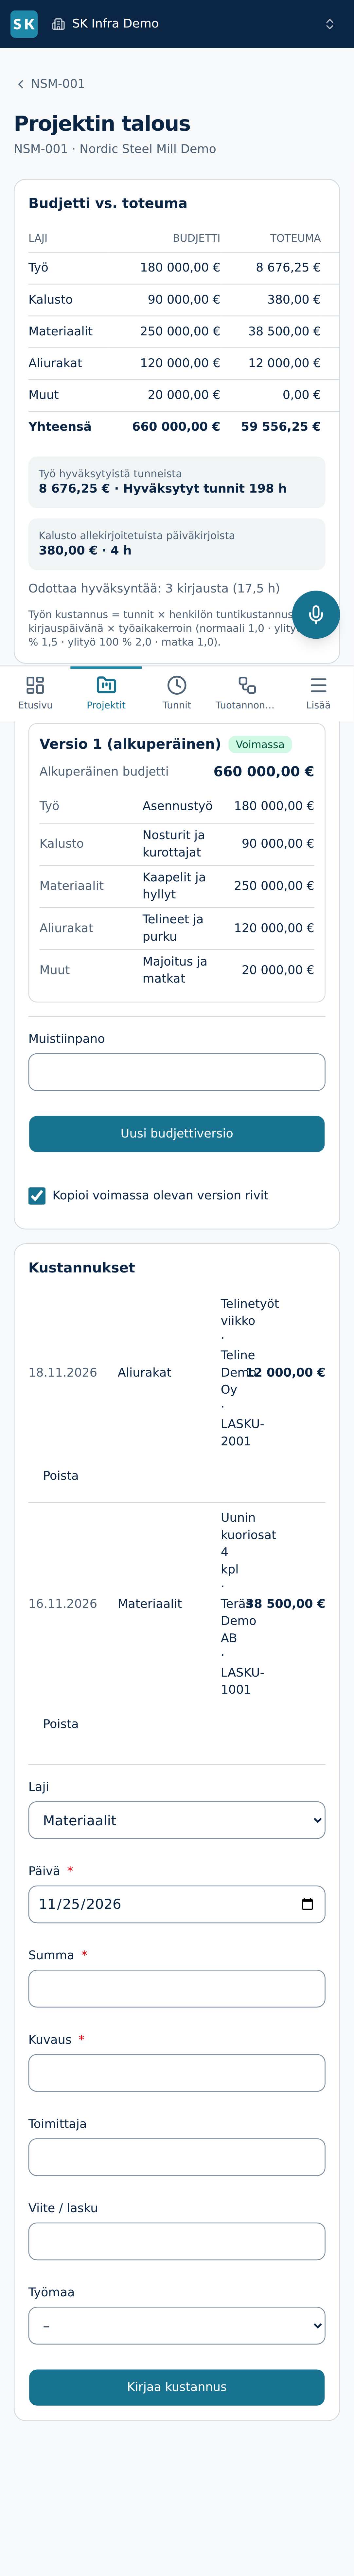 SK SK Infra Demo
NSM-001
Projektin talous
NSM-001 · Nordic Steel Mill Demo
Budjetti vs. toteuma
LAJI BUDJETTI TOTEUMA
Työ 180 000,00 € 8 676,25 €
Kalusto 90 000,00 € 380,00 €
Materiaalit 250 000,00 € 38 500,00 €
Aliurakat 120 000,00 € 12 000,00 €
Muut 20 000,00 € 0,00 €
Yhteensä 660 000,00 € 59 556,25 €
Työ hyväksytyistä tunneista
8 676,25 € · Hyväksytyt tunnit 198 h
Kalusto allekirjoitetuista päiväkirjoista
380,00 € · 4 h
Odottaa hyväksyntää: 3 kirjausta (17,5 h)
Työn kustannus = tunnit × henkilön tuntikustannus
kirjauspäivänä × työaikakerroin (normaali 1,0 ·
% 1,5 · ylityö 100 % 2,0 · matka 1,0).
Etusivu Projektit Tunnit Tuotannon… Lisää
Versio 1 (alkuperäinen) Voimassa
Alkuperäinen budjetti 660 000,00 €
Työ Asennustyö 180 000,00 €
Kalusto Nosturit ja
kurottajat 90 000,00 €
Materiaalit Kaapelit ja
hyllyt 250 000,00 €
Aliurakat Telineet ja
purku 120 000,00 €
Muut Majoitus ja
matkat 20 000,00 €
Muistiinpano
Uusi budjettiversio
Kopioi voimassa olevan version rivit
Kustannukset
18.11.2026 Aliurakat
Telinetyöt
viikko
·
Teline
Demo 12 000,00 €
Oy
·
LASKU-
2001
Poista
16.11.2026 Materiaalit
Uunin
kuoriosat
4
kpl
·
Teräs 38 500,00 €
Demo
AB
·
LASKU-
1001
Poista
Laji
Materiaalit
Päivä *
11/25/2026
Summa *
Kuvaus *
Toimittaja
Viite / lasku
Työmaa
–
Kirjaa kustannus